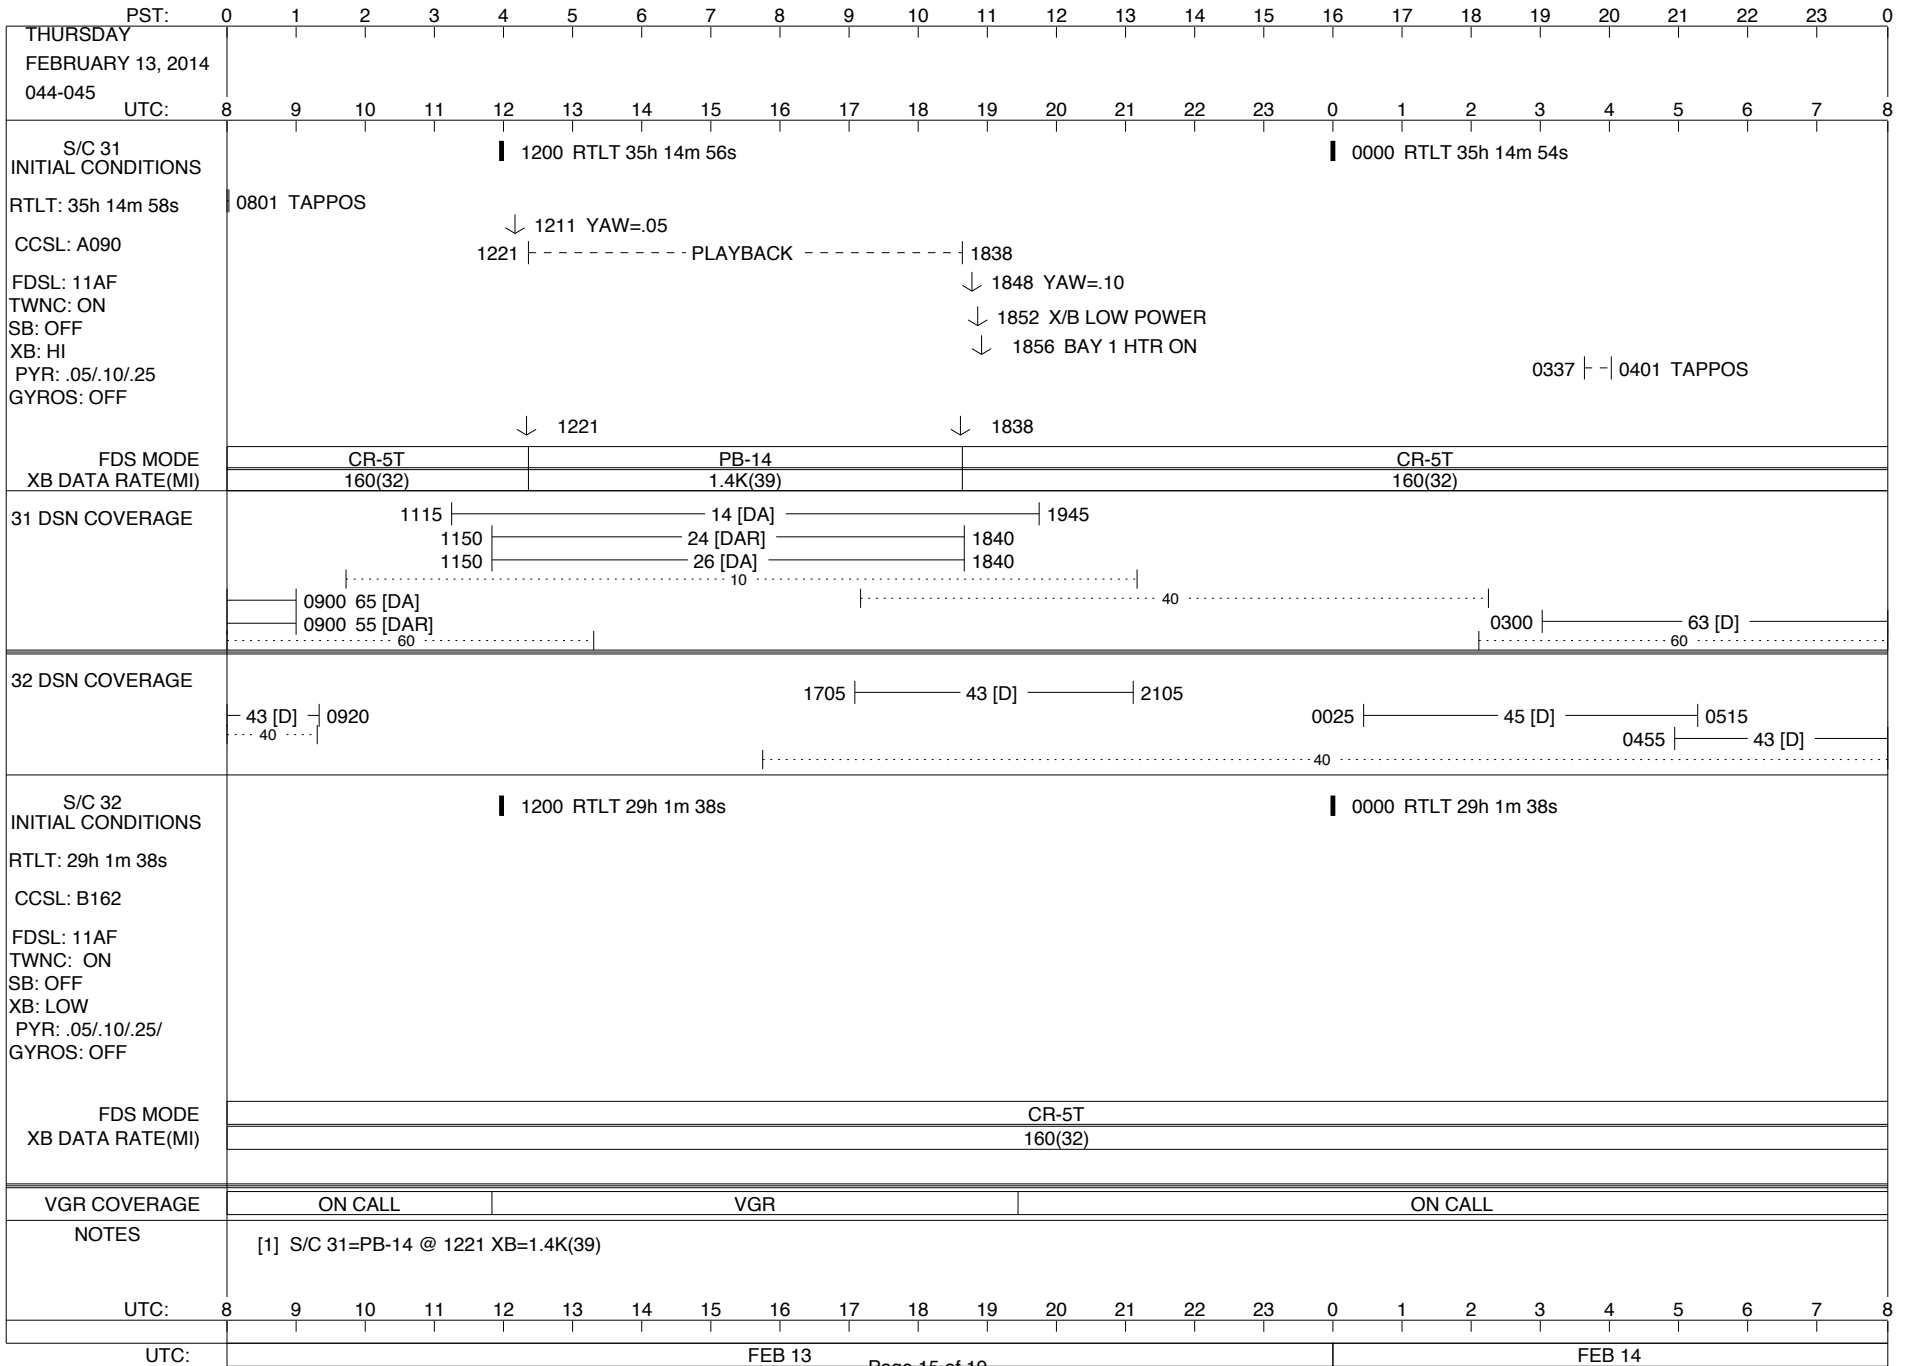 PST: 0 1 2 3 4 5 6 7 8 9 10 11 12 13 14 15 16 17 18 19 20 21 22 23 0
THURSDAY
FEBRUARY 13, 2014
044-045
UTC: 8 9 10 11 12 13 14 15 16 17 18 19 20 21 22 23 0 1 2 3 4 5 6 7 8
S/C 31
INITIAL CONDITIONS
1200 RTLT 35h 14m 56s
0000 RTLT 35h 14m 54s
RTLT: 35h 14m 58s
0801 TAPPOS
1211 YAW=.05
CCSL: A090
1221 PLAYBACK 1838
FDSL: 11AF
1848 YAW=.10
TWNC: ON
1852 X/B LOW POWER
SB: OFF
XB: HI
1856 BAY 1 HTR ON
PYR: .05/.10/.25
0337 0401 TAPPOS
GYROS: OFF
1221
1838
FDS MODE CR-5T PB-14 CR-5T
XB DATA RATE(MI) 160(32) 1.4K(39) 160(32)
31 DSN COVERAGE
1115 14 [DA] 1945
1150 24 [DAR] 1840
1150 26 [DA] 1840
10
0900 65 [DA]
40
0900 55 [DAR]
0300 63 [D]
60
60
32 DSN COVERAGE
1705 43 [D] 2105
43 [D] 0920
0025 45 [D] 0515
40
0455 43 [D]
40
S/C 32
INITIAL CONDITIONS
1200 RTLT 29h 1m 38s
0000 RTLT 29h 1m 38s
RTLT: 29h 1m 38s
CCSL: B162
FDSL: 11AF
TWNC: ON
SB: OFF
XB: LOW
PYR: .05/.10/.25/
GYROS: OFF
FDS MODE CR-5T
XB DATA RATE(MI) 160(32)
VGR COVERAGE ON CALL VGR ON CALL
NOTES
[1] S/C 31=PB-14 @ 1221 XB=1.4K(39)
UTC: 8 9 10 11 12 13 14 15 16 17 18 19 20 21 22 23 0 1 2 3 4 5 6 7 8
UTC: FEB 13 FEB 14
Page 15 of 19